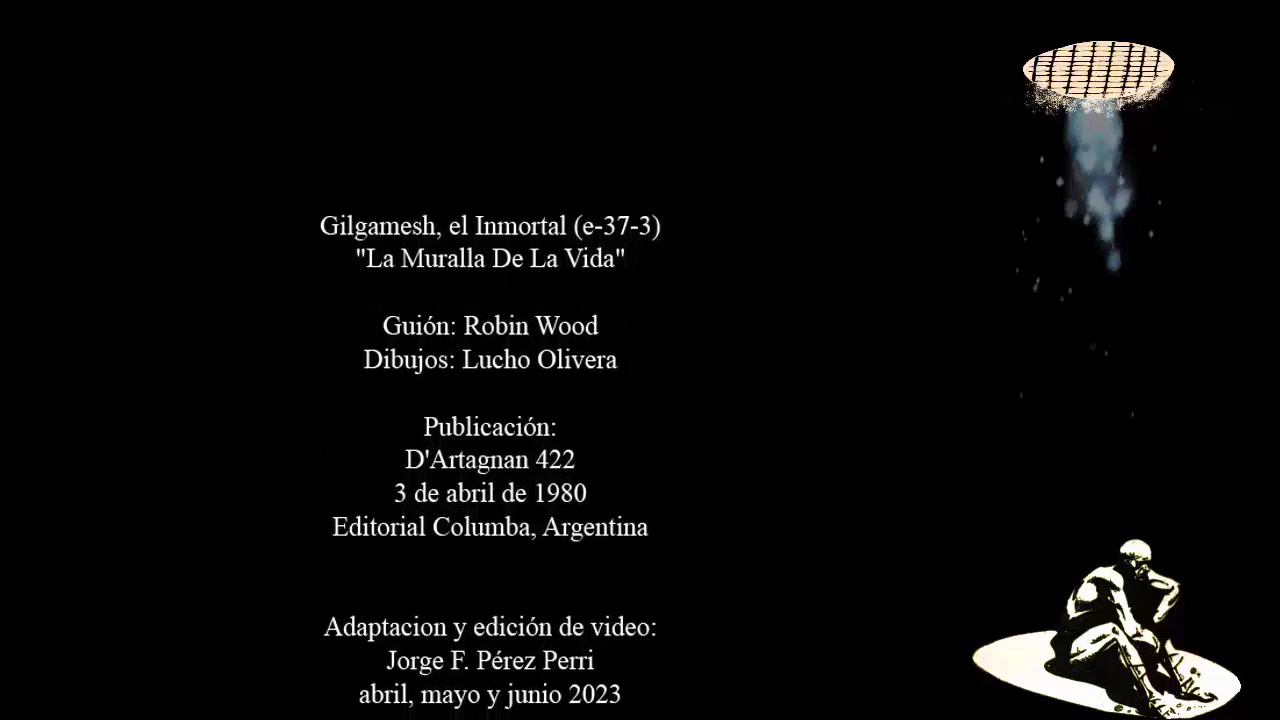 Gilgamesh, el Inmortal (e-37-3)
"La Muralla De La Vida"
Guión: Robin Wood
Dibujos: Lucho Olivera
Publicación:
D'Artagnan 422
3 de abril de 1980
Editorial Columba, Argentina
Adaptacion y edición de video:
Jorge F. Pérez Perri
abril, mayo y junio 2023